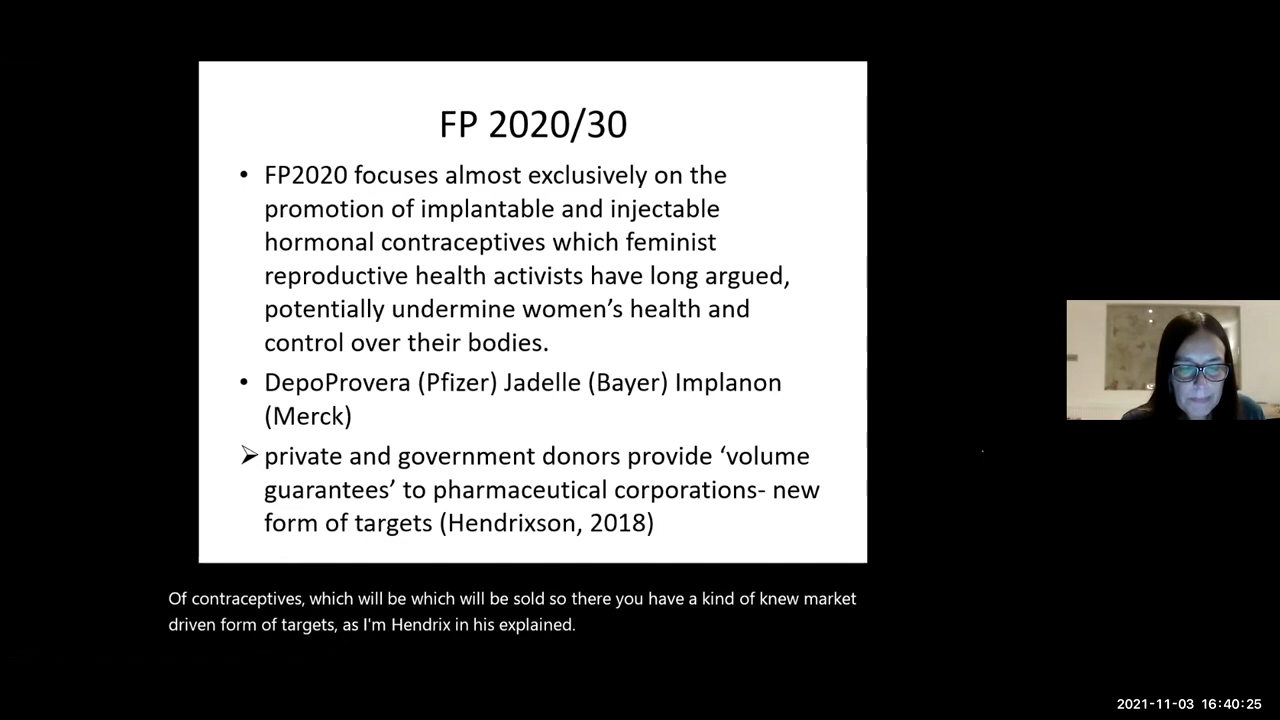 FP 2020/30
• FP2020 focuses almost exclusively on the
promotion of implantable and injectable
hormonal contraceptives which feminist
reproductive health activists have long argued,
potentially undermine women’s health and
control over their bodies.
• DepoProvera (Pfizer) Jadelle (Bayer) Implanon
(Merck)
➢ private and government donors provide ‘volume
guarantees’ to pharmaceutical corporations- new
form of targets (Hendrixson, 2018)
Of contraceptives, which will be which will be sold so there you have a kind of knew market
driven form of targets, as I'm Hendrix in his explained.
2021-11-03 16:40:25